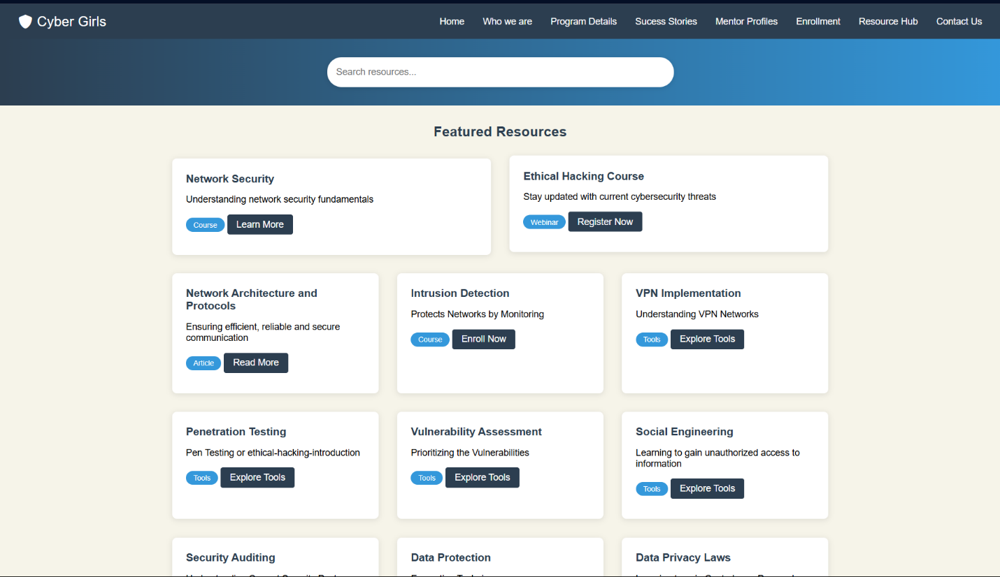 Cyber Girls
Home Who we are Program Details Sucess Stories Mentor Profiles Enrollment Resource Hub Contact Us
Search resources...
Featured Resources
Network Security
Understanding network security fundamentals
Course Learn More
Ethical Hacking Course
Stay updated with current cybersecurity threats
Webinar Register Now
Network Architecture and
Protocols
Ensuring efficient, reliable and secure
communication
Article Read More
Intrusion Detection
Protects Networks by Monitoring
Course Enroll Now
VPN Implementation
Understanding VPN Networks
Tools Explore Tools
Penetration Testing
Pen Testing or ethical-hacking-introduction
Tools Explore Tools
Vulnerability Assessment
Prioritizing the Vulnerabilities
Tools Explore Tools
Social Engineering
Learning to gain unauthorized access to
information
Tools Explore Tools
Security Auditing
Data Protection
Data Privacy Laws